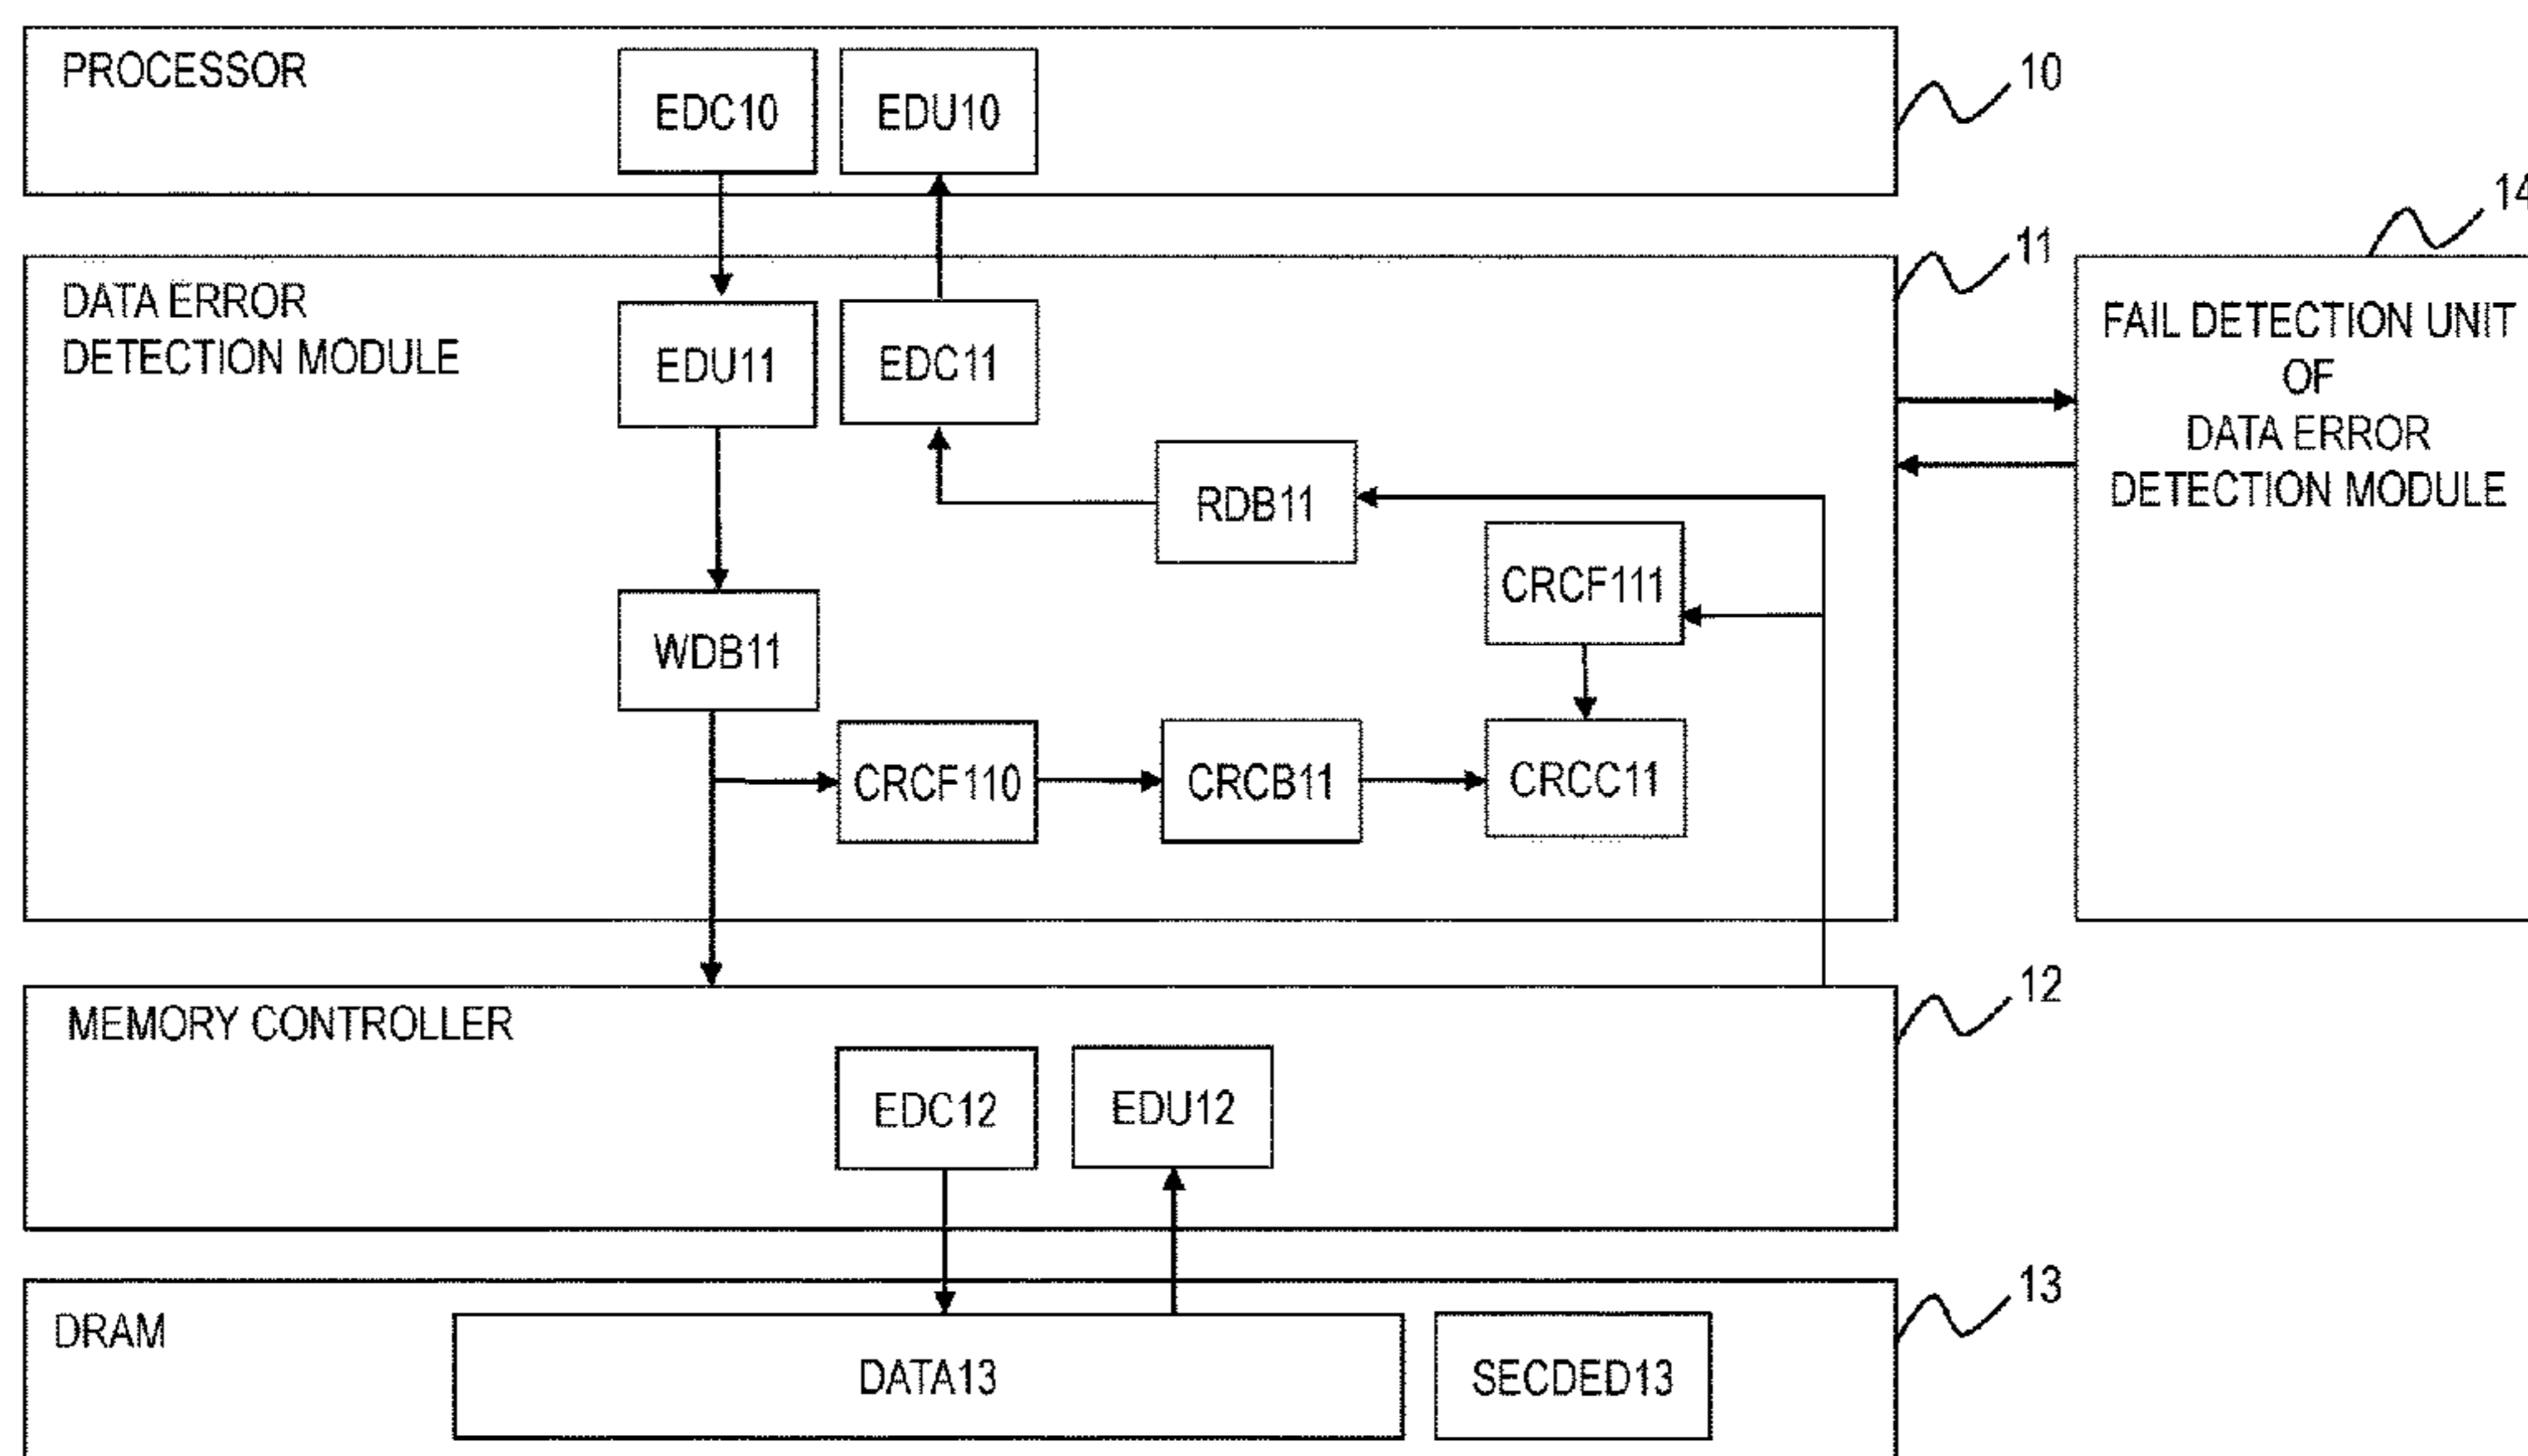 PROCESSOR
EDC10
EDU10
10
14
11
DATA ERROR
DETECTION MODULE
EDU11
EDC11
FAIL DETECTION UNIT
OF
DATA ERROR
DETECTION MODULE
RDB11
CRCF111
WDB11
CRCF110
CRCB11
CRCC11
12
MEMORY CONTROLLER
EDC12
EDU12
13
DRAM
DATA13
SECDED13